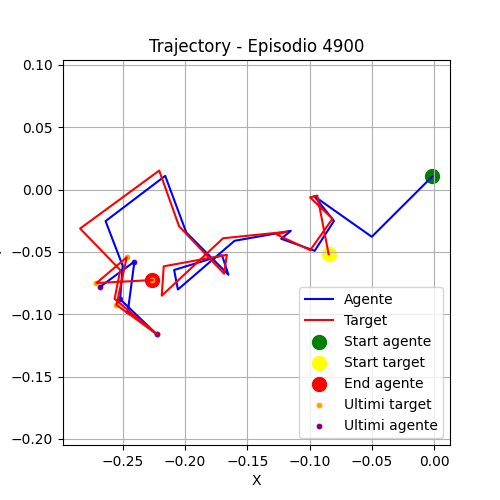 Trajectory - Episodio 4900
0.10
0.05
0.00
−0.05
−0.10
−0.15
−0.20
Agente
Target
Start agente
Start target
End agente
Ultimi target
Ultimi agente
−0.25
−0.20
−0.15
−0.10
−0.05
0.00
X